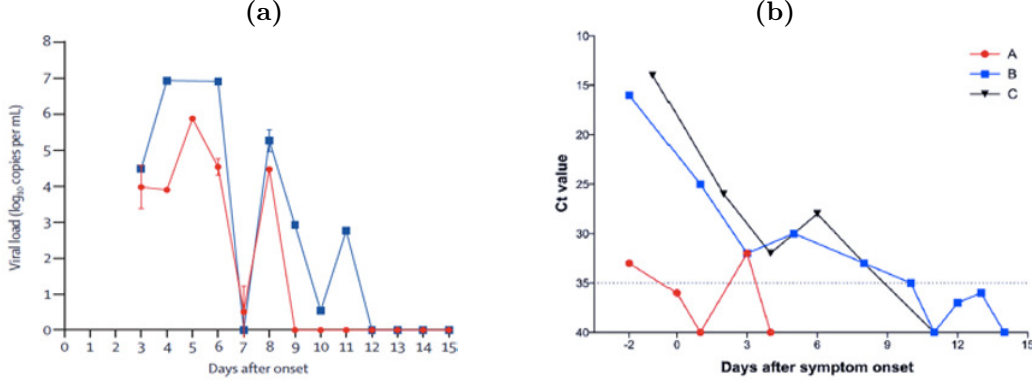 (a)
(b)
8
7
6
5
4
3
2
1
0
Viral load (log₁₀ copies per mL)
0 1 2 3 4 5 6 7 8 9 10 11 12 13 14 15
Days after onset
10
15
20
25
30
35
40
Ct value
A
B
C
-2 0 3 6 9 12 15
Days after symptom onset